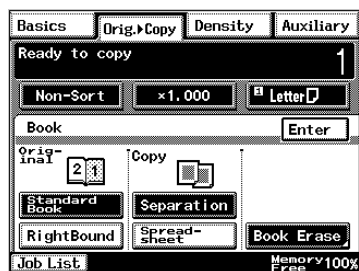 Basics Orig.▸Copy Density Auxiliary
Ready to copy 1
Non-Sort ×1.000 1 Letter
Book Enter
Orig-
inal 2 1 Copy
Standard
Book Separation
RightBound Spread-
sheet Book Erase
Job List Memory
Free 100%